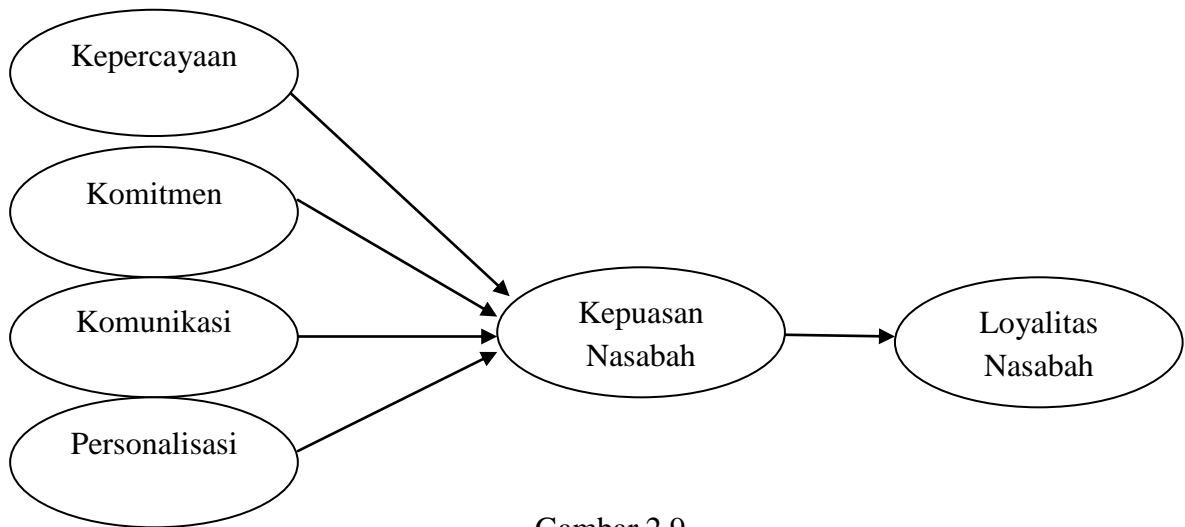 Kepercayaan
Komitmen
Komunikasi
Personalisasi
Kepuasan
Nasabah
Loyalitas
Nasabah
Gambar 2.9